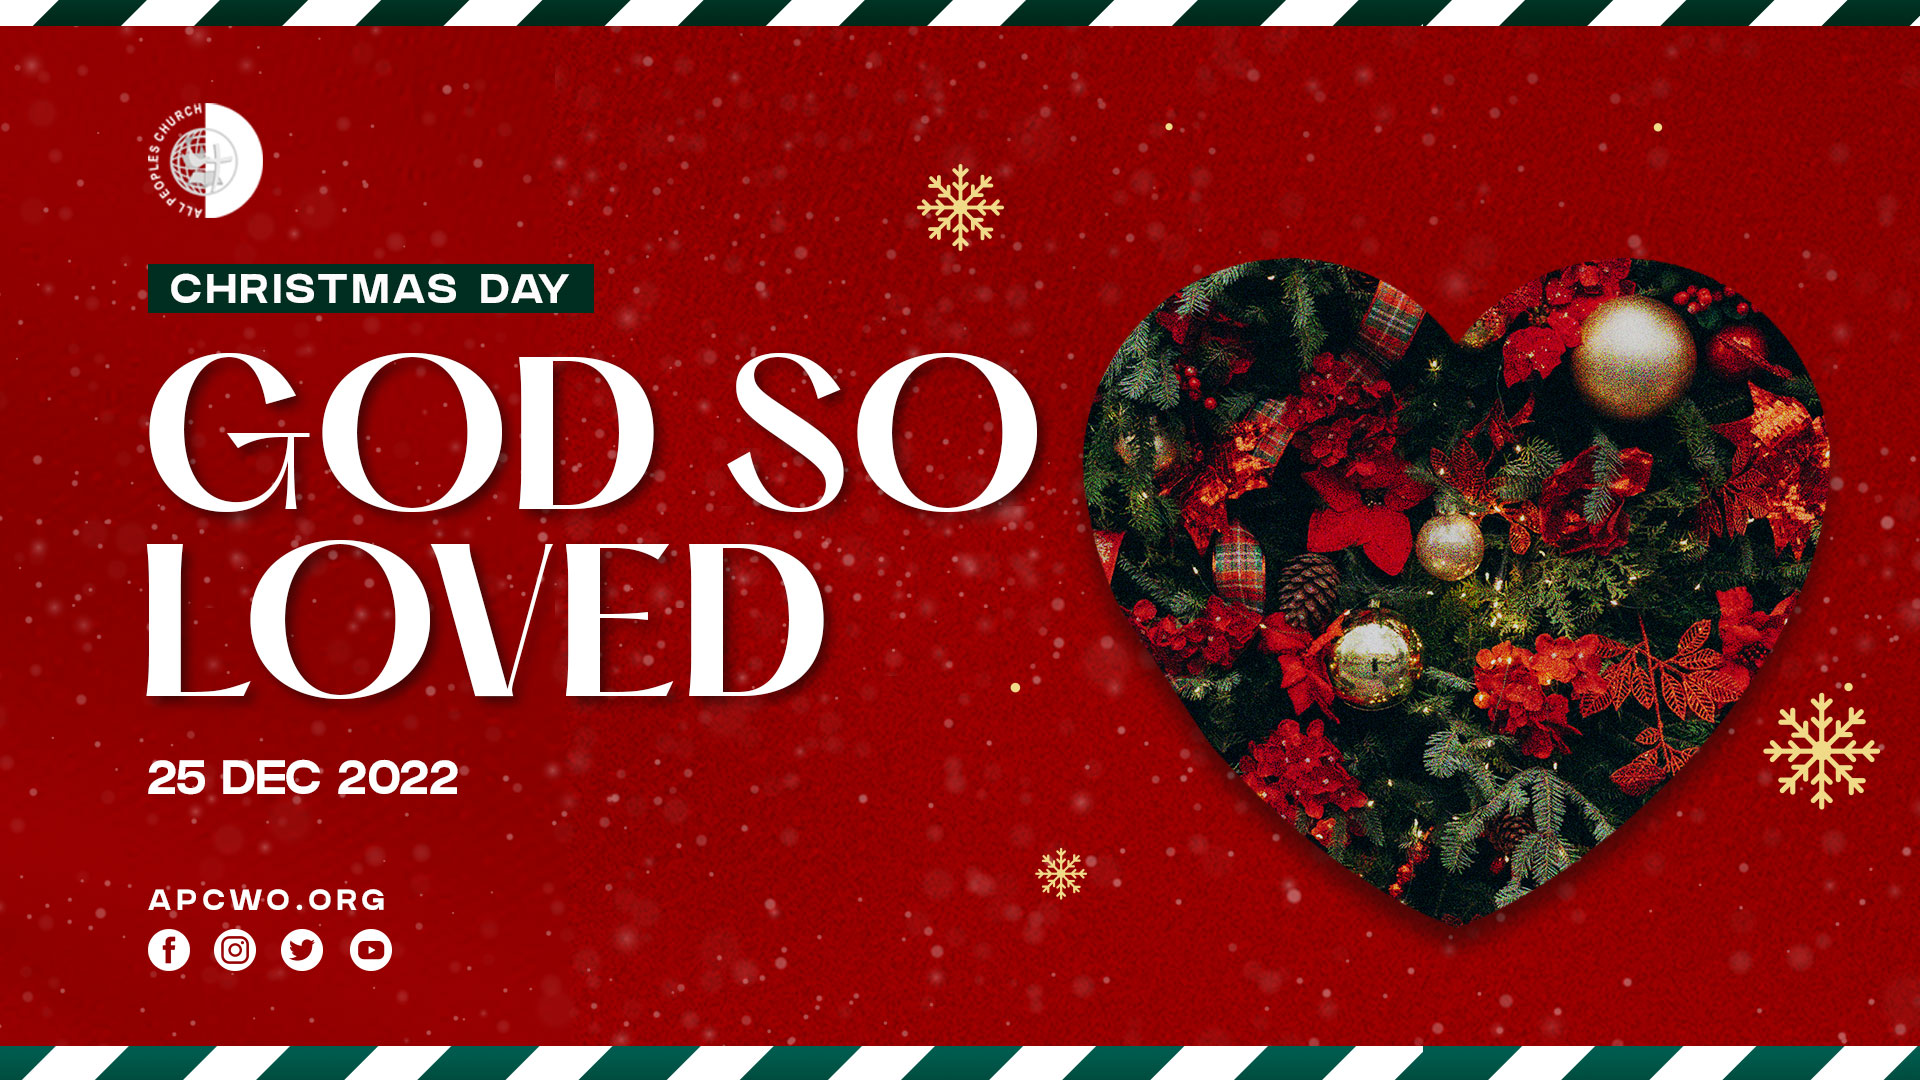 ALL PEOPLES CHURCH
CHRISTMAS DAY
GOD SO
LOVED
25 DEC 2022
APCWO.ORG